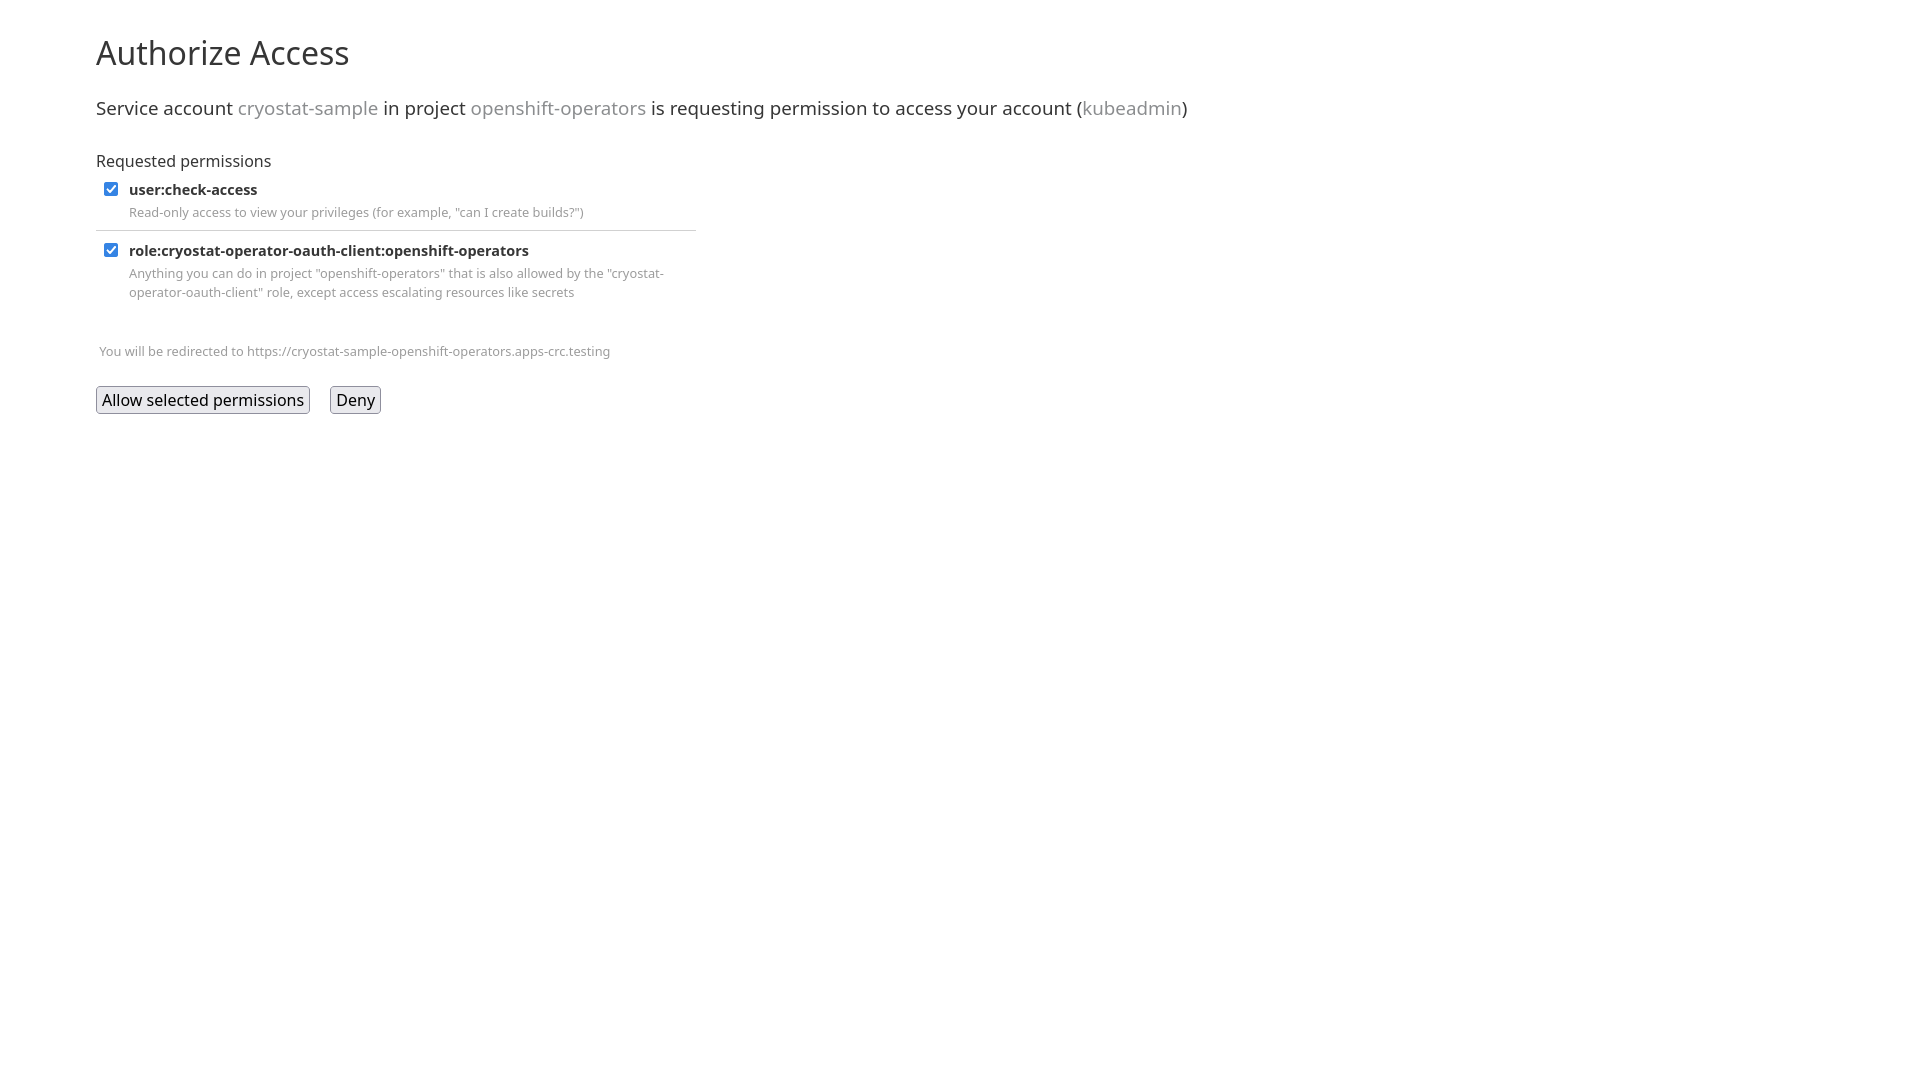 Authorize Access
Service account cryostat-sample in project openshift-operators is requesting permission to access your account (kubeadmin)
Requested permissions
user:check-access
Read-only access to view your privileges (for example, "can I create builds?")
role:cryostat-operator-oauth-client:openshift-operators
Anything you can do in project "openshift-operators" that is also allowed by the "cryostat-
operator-oauth-client" role, except access escalating resources like secrets
You will be redirected to https://cryostat-sample-openshift-operators.apps-crc.testing
Allow selected permissions Deny